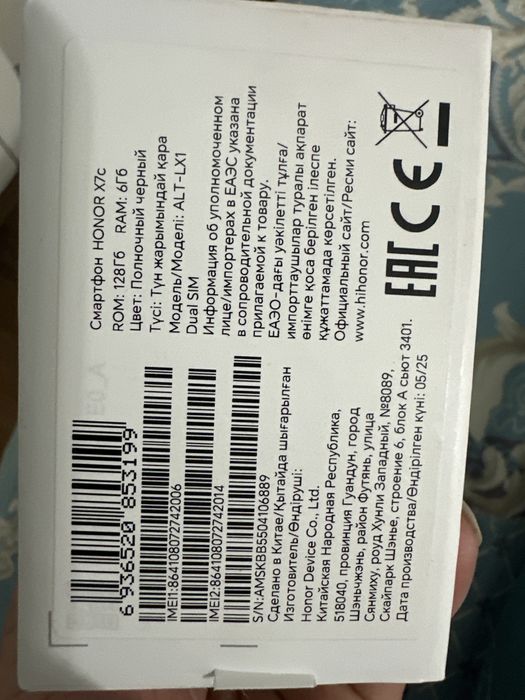 Смартфон HONOR X7c
ROM: 128Гб RAM: 6Гб
Цвет: Полночный черный
Түсі: Түн жарымындай қара
Модель/Моделі: ALT-LX1
Dual SIM
Информация об уполномоченном
лице/импортерах в ЕАЭС указана
в сопроводительной документации
прилагаемой к товару.
ЕАЭО-дағы уәкілетті тұлға/
импорттаушылар туралы ақпарат
өнімге қоса берілген ілеспе
құжаттамада көрсетілген.
Официальный сайт/Ресми сайт:
www.hihonor.com
EAC CE
6 936520 853199
IMEI1:864108072742006
IMEI2:864108072742014
S/N:AMSKBB5504106889
Сделано в Китае/Қытайда шығарылған
Изготовитель/Өндіруші:
Honor Device Co., Ltd.
Китайская Народная Республика,
518040, провинция Гуандун, город
Шэньчжэнь, район Футянь, улица
Сянмиху, роуд Хунли Западный, №8089,
Скайпарк Шэнье, строение 6, блок А сьют 3401.
Дата производства/Өндірілген күні: 05/25